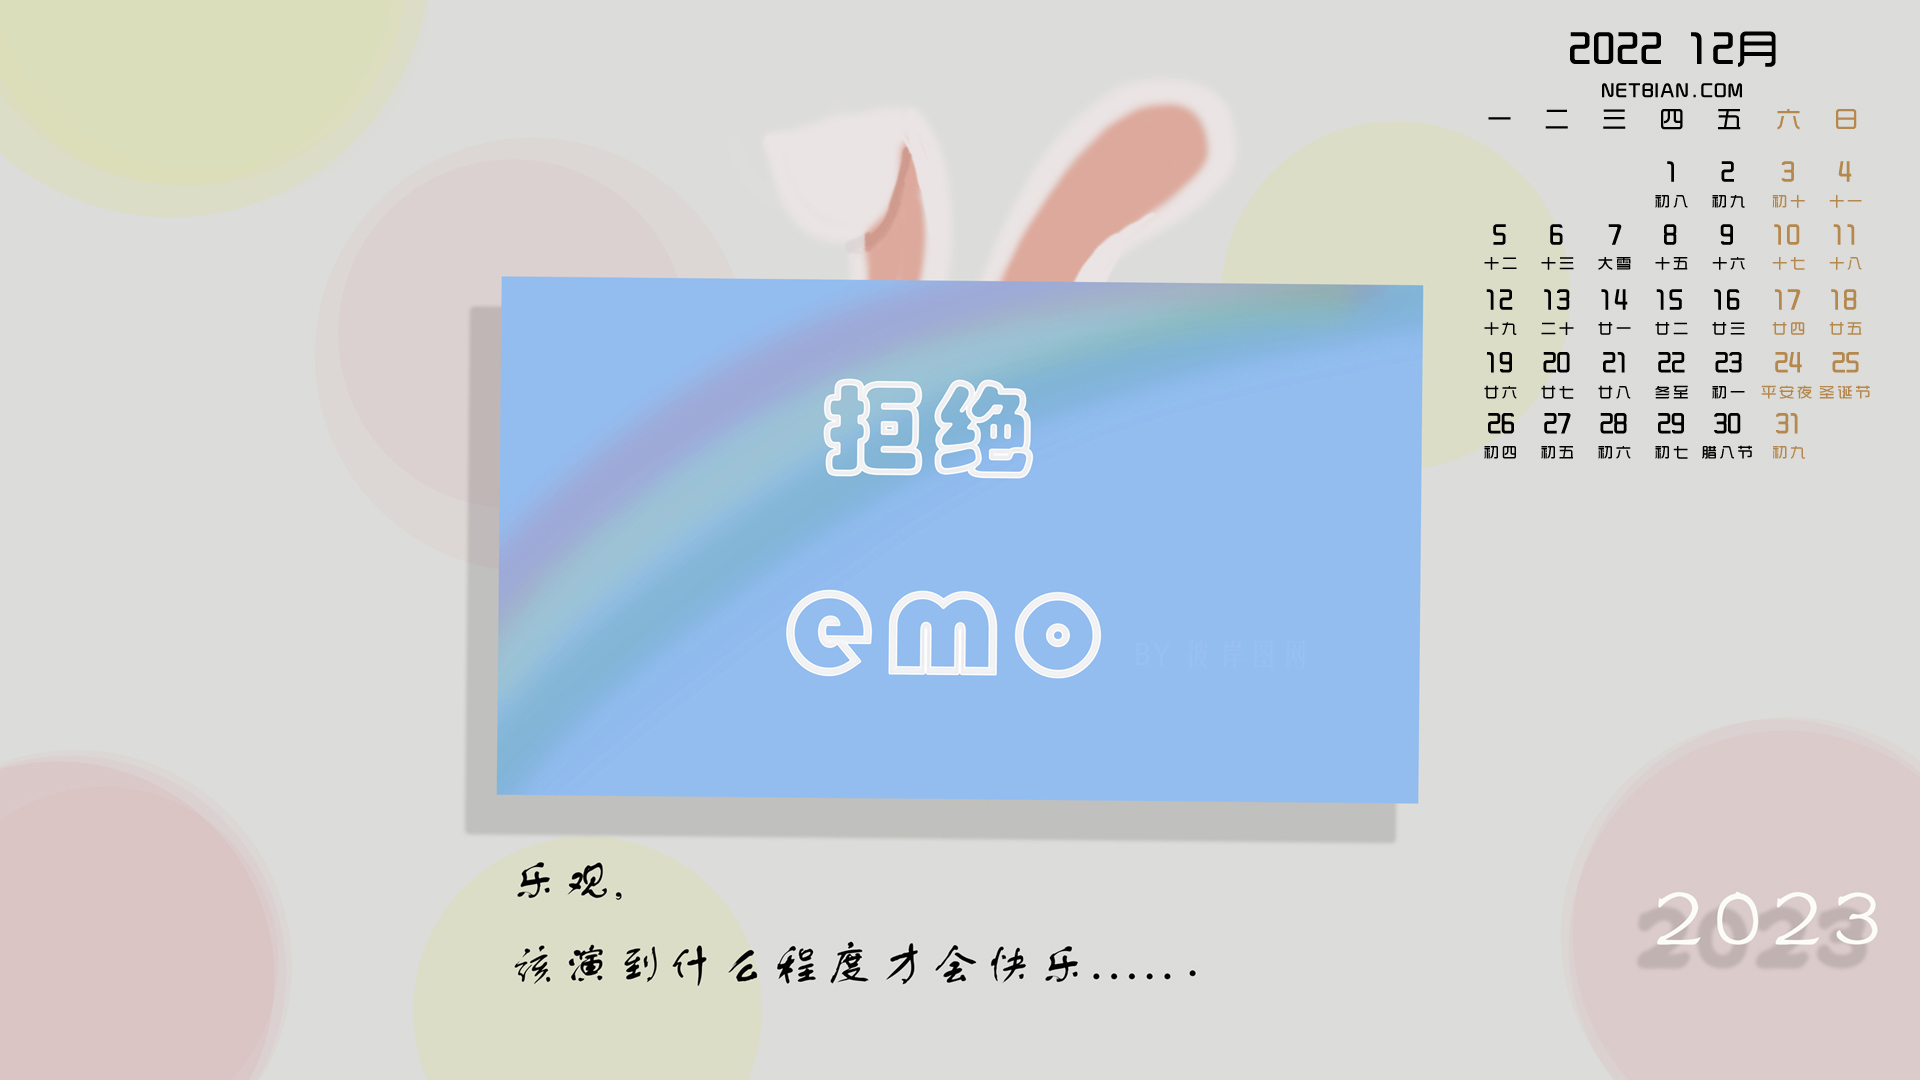 2022 12月
NETBIAN.COM
一 二 三 四 五 六 日
1 2 3 4
初八 初九 初十 十一
5 6 7 8 9 10 11
十二 十三 大雪 十五 十六 十七 十八
12 13 14 15 16 17 18
十九 二十 廿一 廿二 廿三 廿四 廿五
19 20 21 22 23 24 25
廿六 廿七 廿八 冬至 初一 平安夜 圣诞节
26 27 28 29 30 31
初四 初五 初六 初七 腊八节 初九
拒绝
emo
BY 彼岸图网
乐观,
该演到什么程度才会快乐......
2023